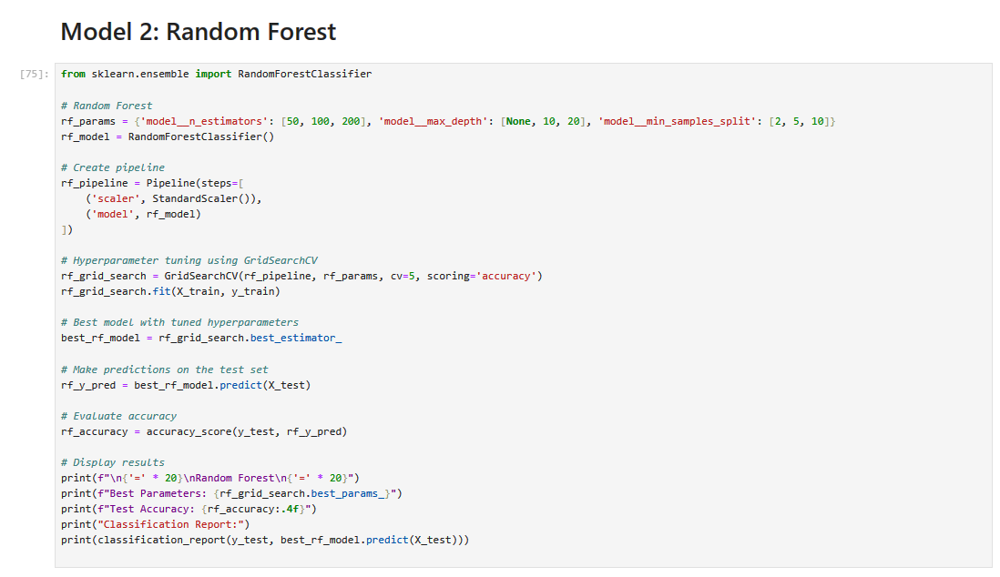 Model 2: Random Forest
[75]:
from sklearn.ensemble import RandomForestClassifier
# Random Forest
rf_params = {'model__n_estimators': [50, 100, 200], 'model__max_depth': [None, 10, 20], 'model__min_samples_split': [2, 5, 10]}
rf_model = RandomForestClassifier()
# Create pipeline
rf_pipeline = Pipeline(steps=[
    ('scaler', StandardScaler()),
    ('model', rf_model)
])
# Hyperparameter tuning using GridSearchCV
rf_grid_search = GridSearchCV(rf_pipeline, rf_params, cv=5, scoring='accuracy')
rf_grid_search.fit(X_train, y_train)
# Best model with tuned hyperparameters
best_rf_model = rf_grid_search.best_estimator_
# Make predictions on the test set
rf_y_pred = best_rf_model.predict(X_test)
# Evaluate accuracy
rf_accuracy = accuracy_score(y_test, rf_y_pred)
# Display results
print(f"\n{'=' * 20}\nRandom Forest\n{'=' * 20}")
print(f"Best Parameters: {rf_grid_search.best_params_}")
print(f"Test Accuracy: {rf_accuracy:.4f}")
print("Classification Report:")
print(classification_report(y_test, best_rf_model.predict(X_test)))